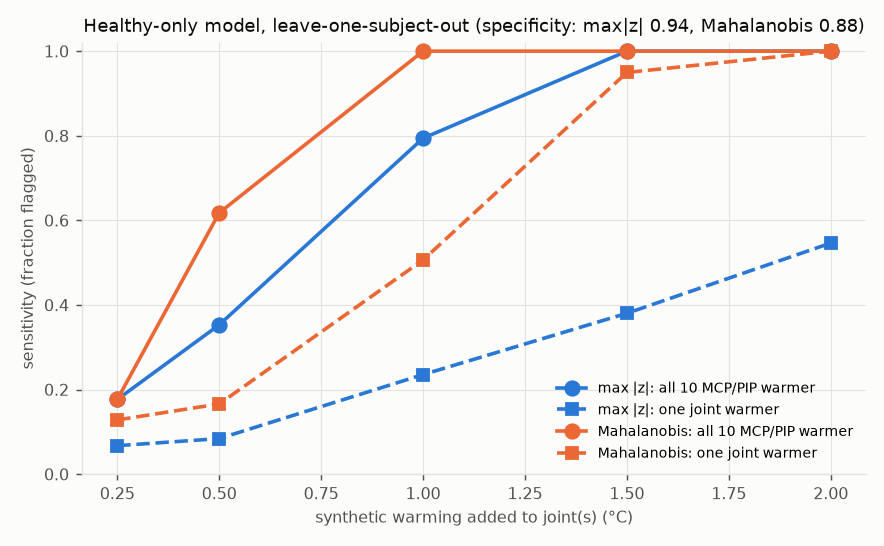 Healthy-only model, leave-one-subject-out (specificity: max|z| 0.94, Mahalanobis 0.88)
sensitivity (fraction flagged)
1.0
0.8
0.6
0.4
0.2
0.0
max |z|: all 10 MCP/PIP warmer
max |z|: one joint warmer
Mahalanobis: all 10 MCP/PIP warmer
Mahalanobis: one joint warmer
0.25 0.50 0.75 1.00 1.25 1.50 1.75 2.00
synthetic warming added to joint(s) (°C)